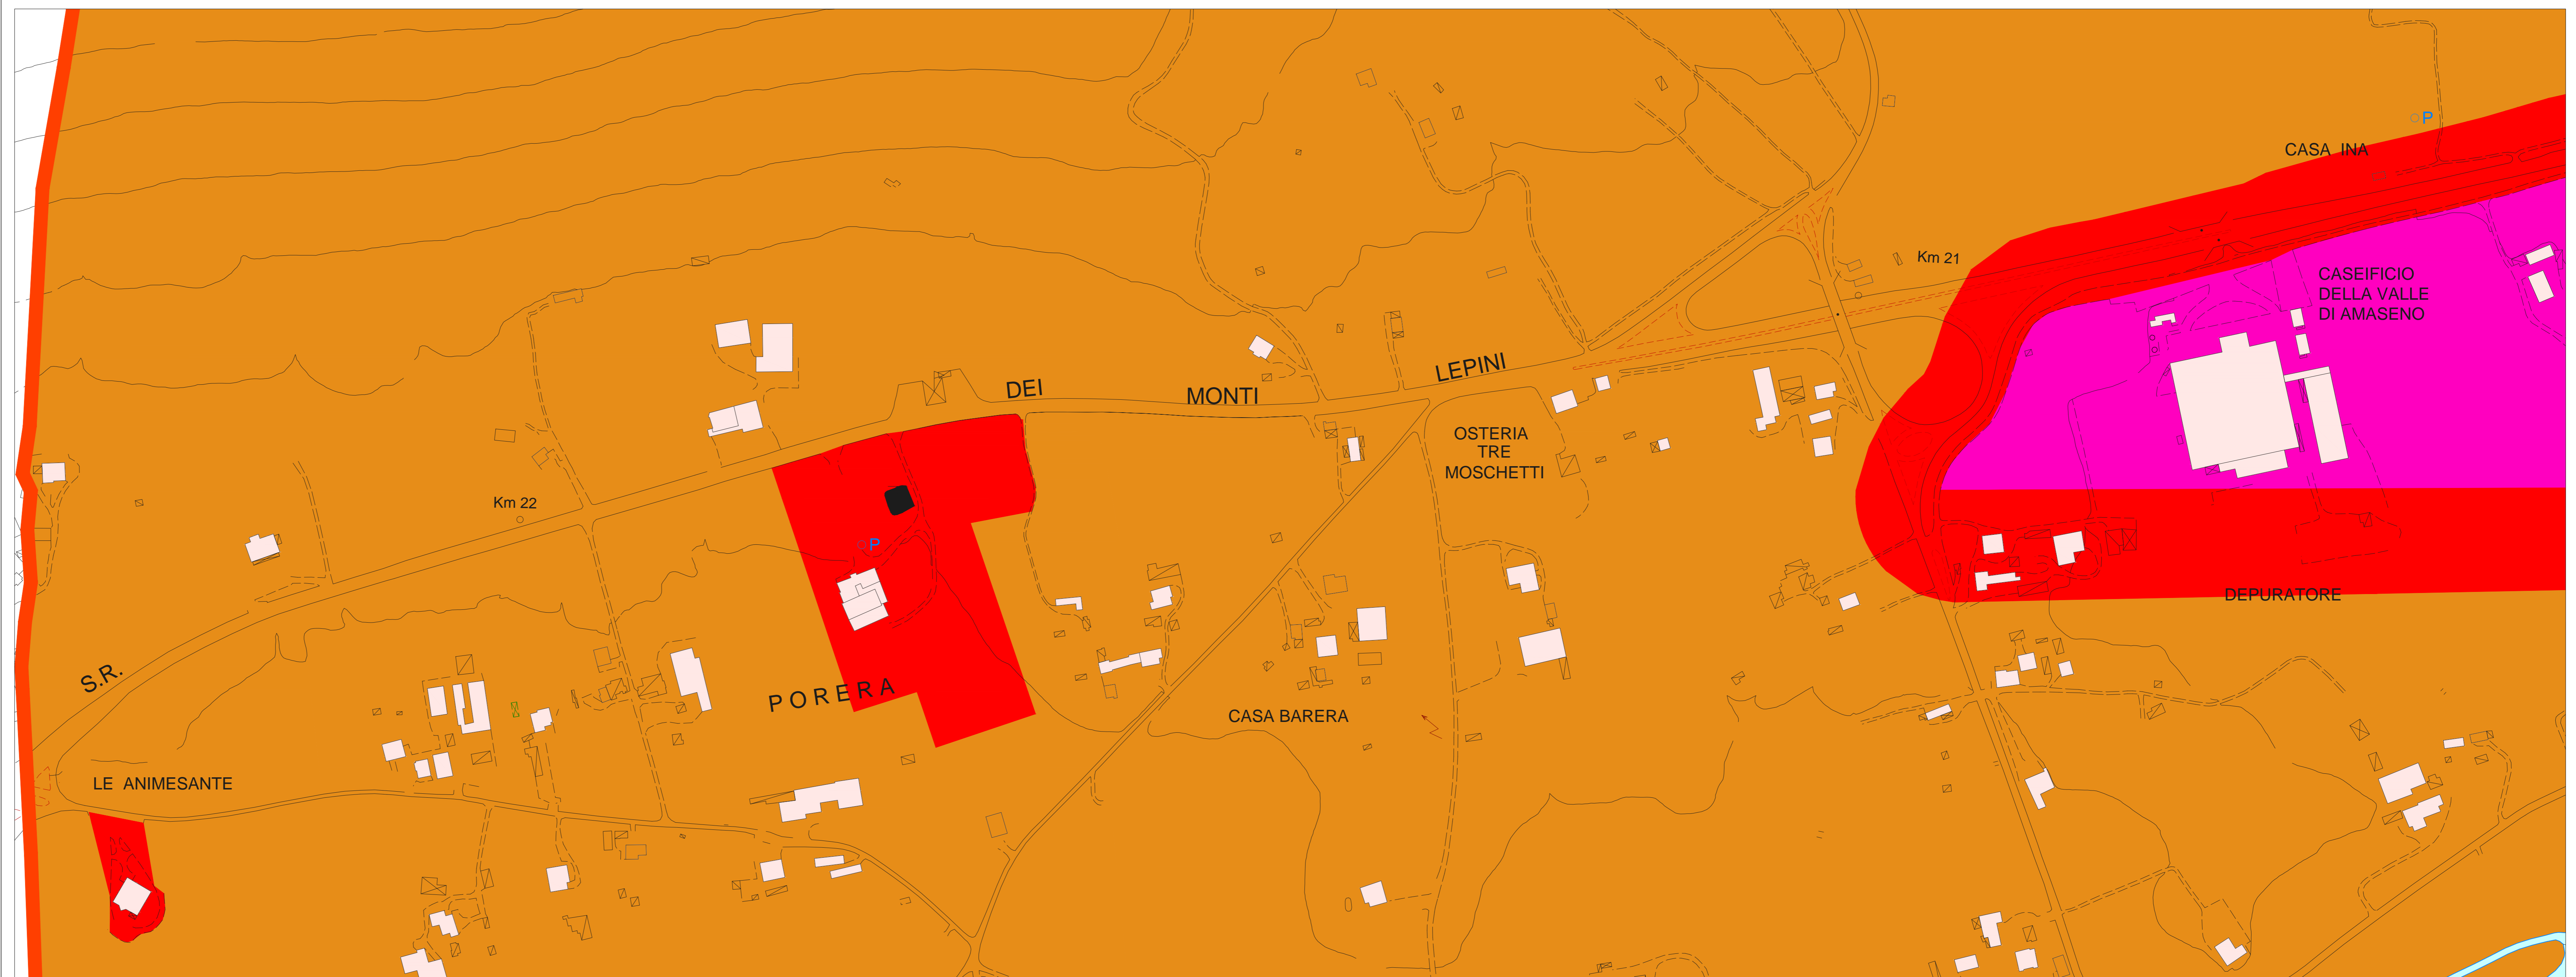 P
CASA INA
Km 21
CASEIFICIO
DELLA VALLE
DI AMASENO
LEPINI
DEI
MONTI
OSTERIA
TRE
MOSCHETTI
Km 22
P
DEPURATORE
S.R.
PORERA
CASA BARERA
LE ANIMESANTE